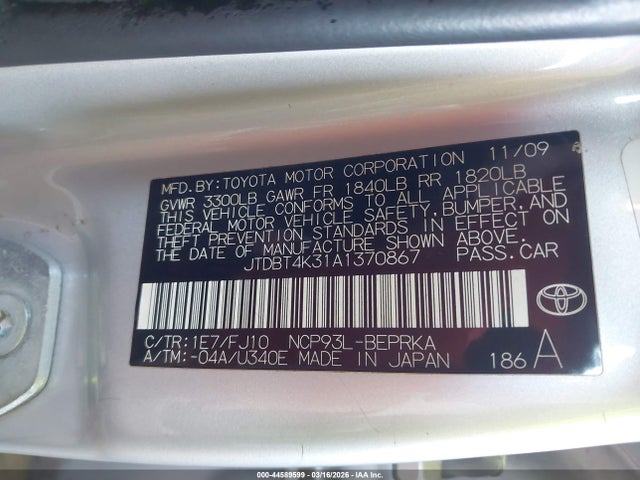 MFD. BY: TOYOTA MOTOR CORPORATION 11/09
GVWR 3300LB GAWR FR 1840LB RR 1820LB
THIS VEHICLE CONFORMS TO ALL APPLICABLE
FEDERAL MOTOR VEHICLE SAFETY, BUMPER, AND
THEFT PREVENTION STANDARDS IN EFFECT ON
THE DATE OF MANUFACTURE SHOWN ABOVE.
JTDBT4K31A1370867 PASS. CAR
C/TR: 1E7/FJ10 NCP93L-BEPRKA
A/TM: -04A/U340E MADE IN JAPAN 186 A
000-44589599 | 03/16/2026 | IAA Inc.